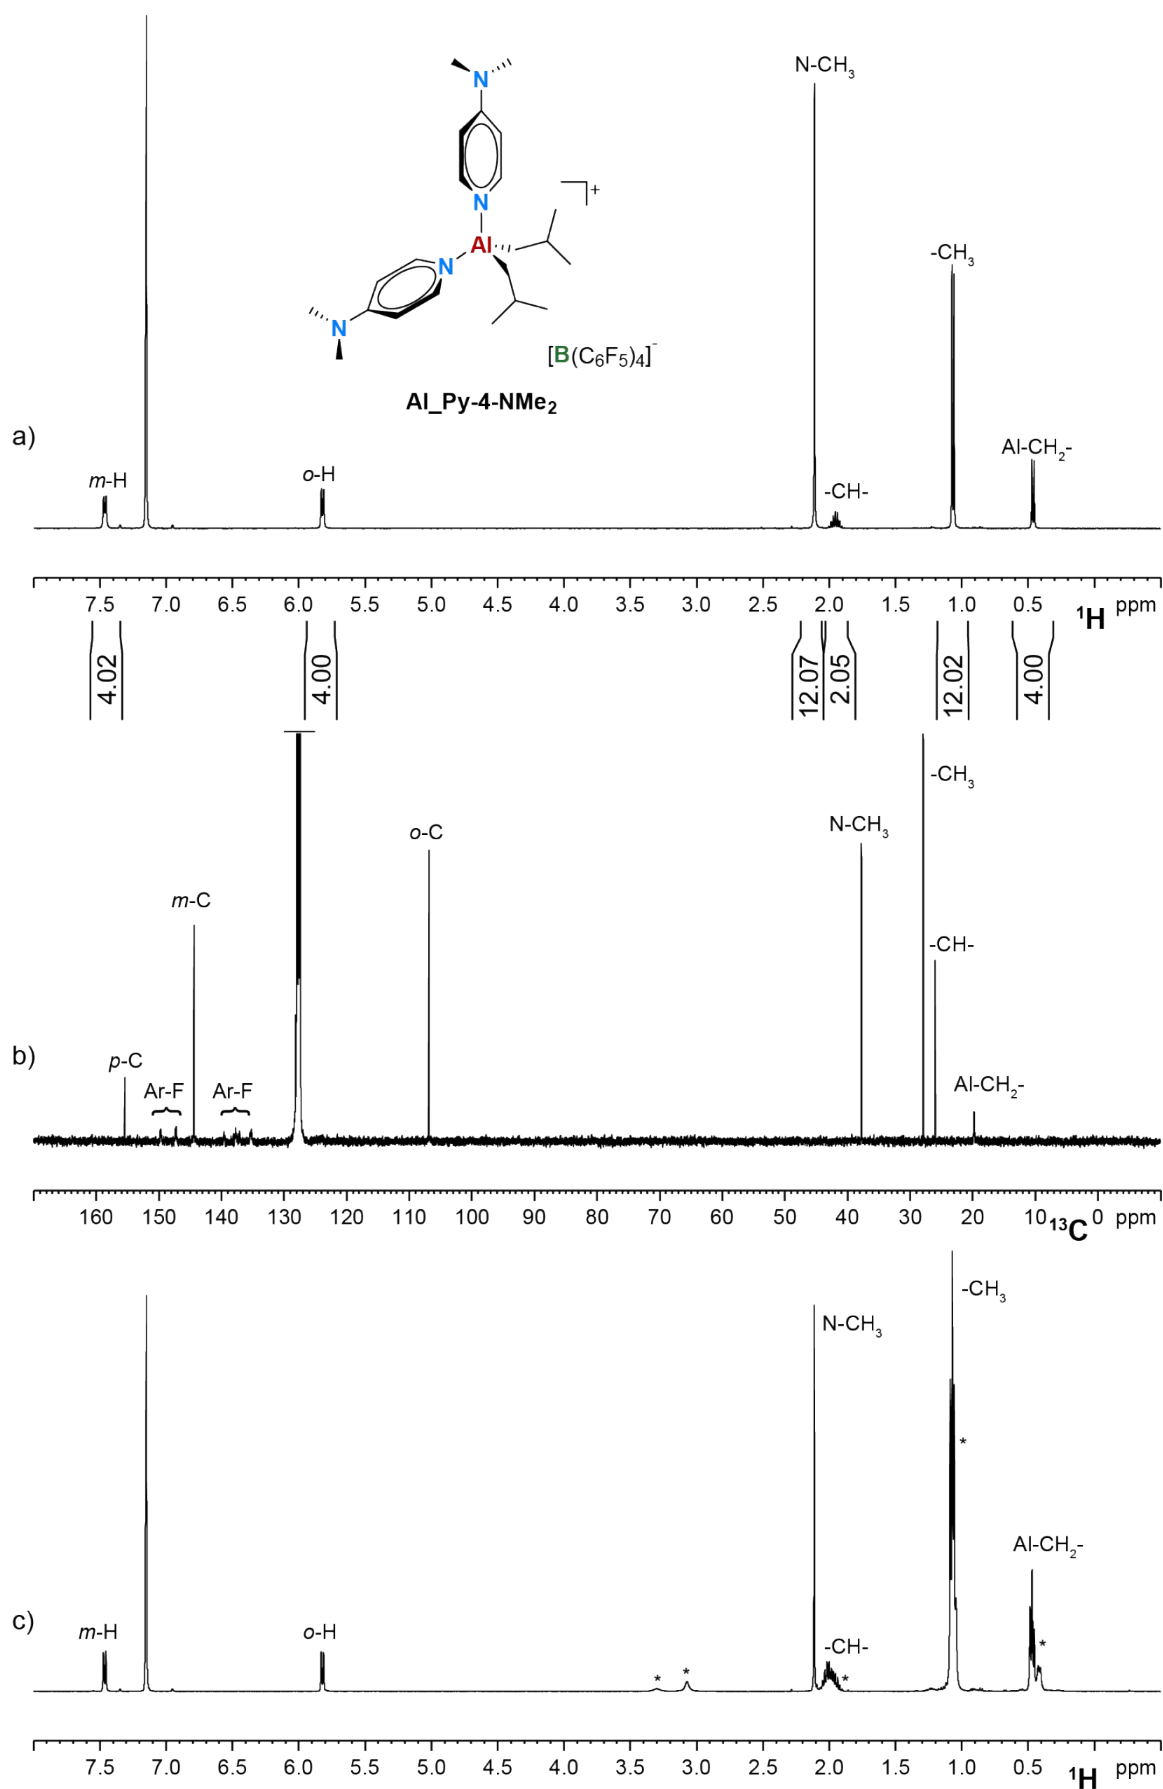 N-CH₃
N
-CH₃
N
Al
N
+
N
[B(C₆F₅)₄]⁻
Al_Py-4-NMe₂
a)
Al-CH₂-
m-H
o-H
-CH-
7.5 7.0 6.5 6.0 5.5 5.0 4.5 4.0 3.5 3.0 2.5 2.0 1.5 1.0 0.5 ¹H ppm
4.02 4.00 12.07 2.05 12.02 4.00
-CH₃
o-C
N-CH₃
m-C
-CH-
b)
p-C
Ar-F
Ar-F
Al-CH₂-
160 150 140 130 120 110 100 90 80 70 60 50 40 30 20 10 ¹³C 0 ppm
-CH₃
N-CH₃
*
Al-CH₂-
c)
m-H
o-H
* *
-CH-
*
*
7.5 7.0 6.5 6.0 5.5 5.0 4.5 4.0 3.5 3.0 2.5 2.0 1.5 1.0 0.5 ¹H ppm